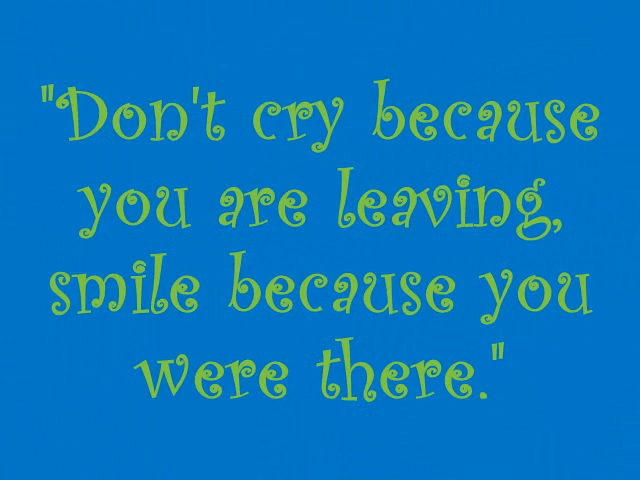 "Don't cry because
you are leaving,
smile because you
were there."